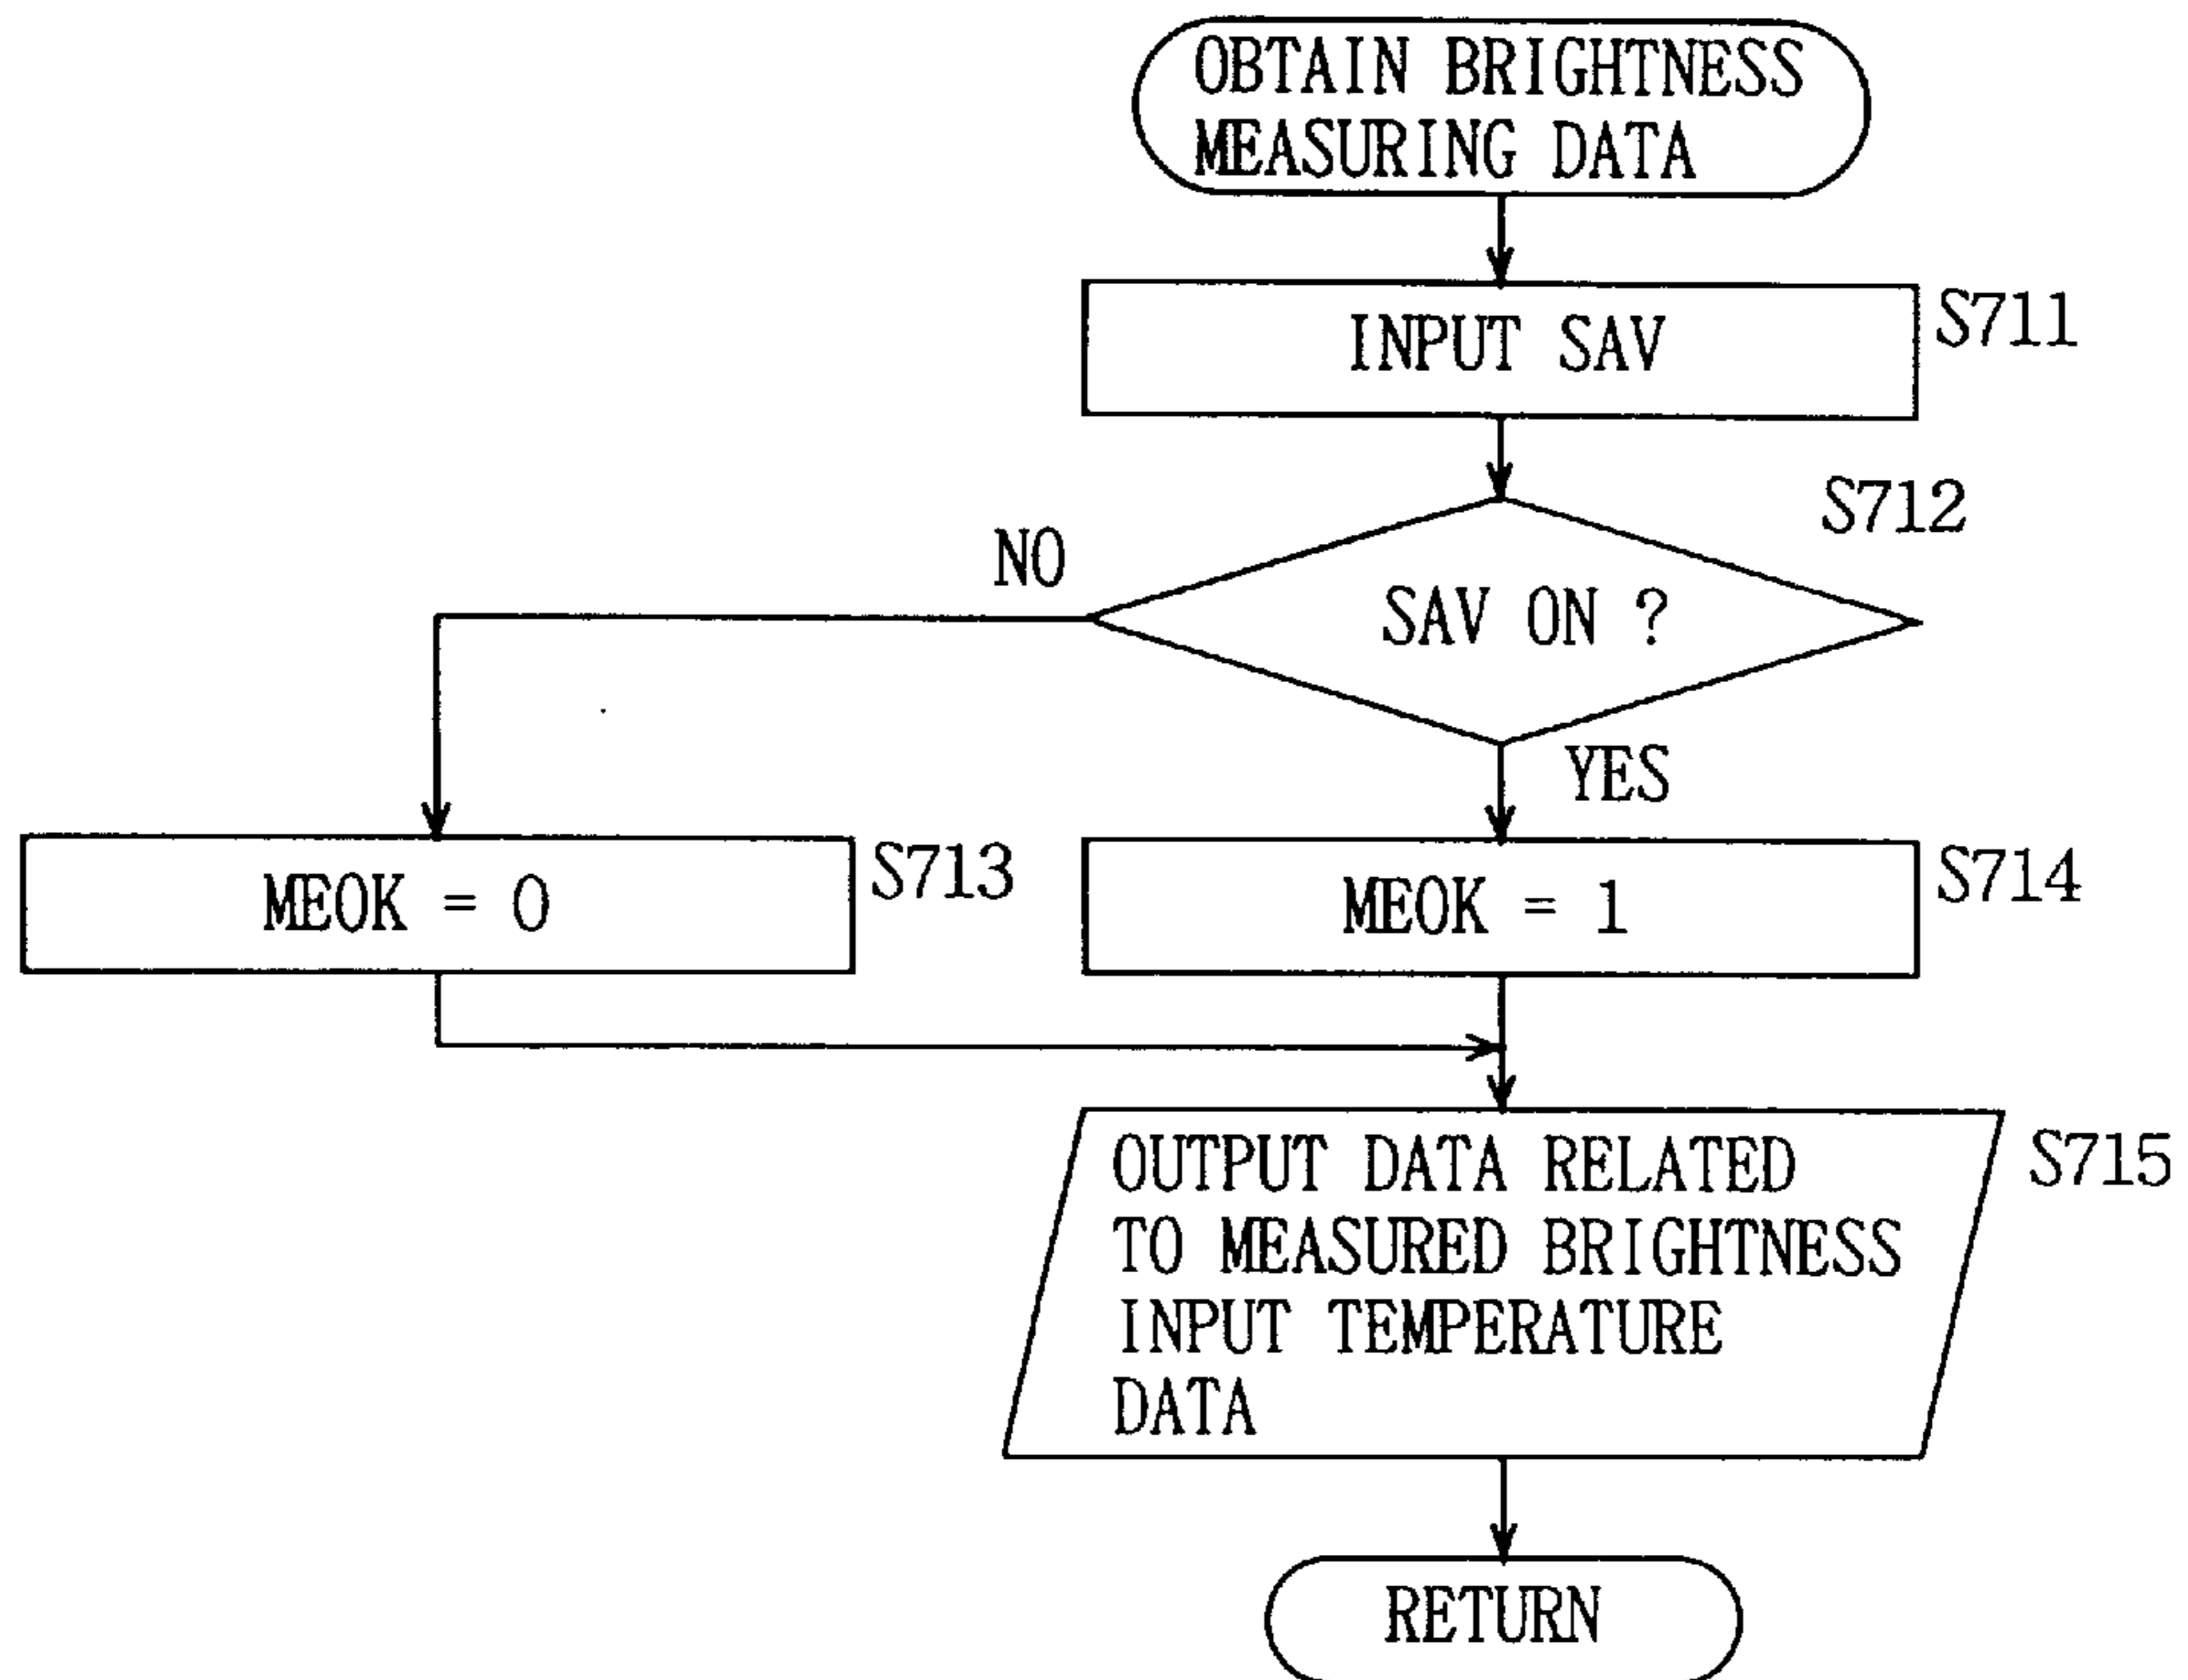 OBTAIN BRIGHTNESS
MEASURING DATA
INPUT SAV
S711
S712
NO
SAV ON ?
YES
MEOK = 0
S713
MEOK = 1
S714
OUTPUT DATA RELATED
TO MEASURED BRIGHTNESS
INPUT TEMPERATURE
DATA
S715
RETURN